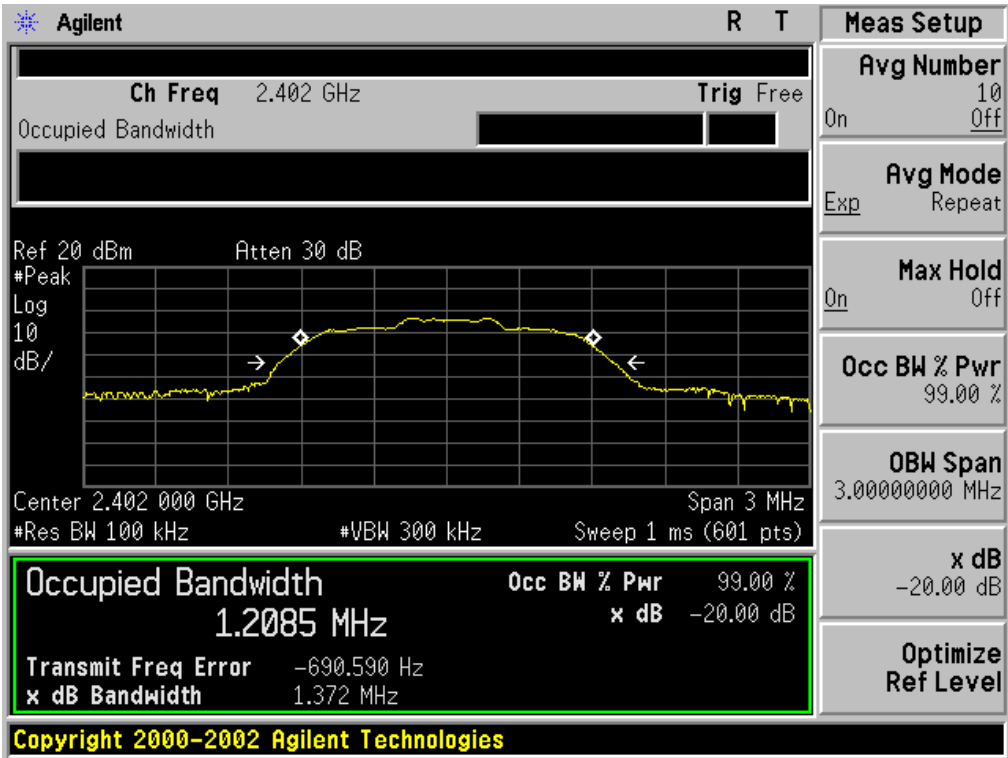 Agilent R T Meas Setup
Ch Freq 2.402 GHz Trig Free
Occupied Bandwidth
Ref 20 dBm Atten 30 dB
#Peak
Log
10
dB/
Center 2.402 000 GHz Span 3 MHz
#Res BW 100 kHz #VBW 300 kHz Sweep 1 ms (601 pts)
Occupied Bandwidth Occ BW % Pwr 99.00 %
1.2085 MHz x dB -20.00 dB
Transmit Freq Error -690.590 Hz
x dB Bandwidth 1.372 MHz
Avg Number
10
On Off
Avg Mode
Exp Repeat
Max Hold
On Off
Occ BW % Pwr
99.00 %
OBW Span
3.00000000 MHz
x dB
-20.00 dB
Optimize
Ref Level
Copyright 2000-2002 Agilent Technologies